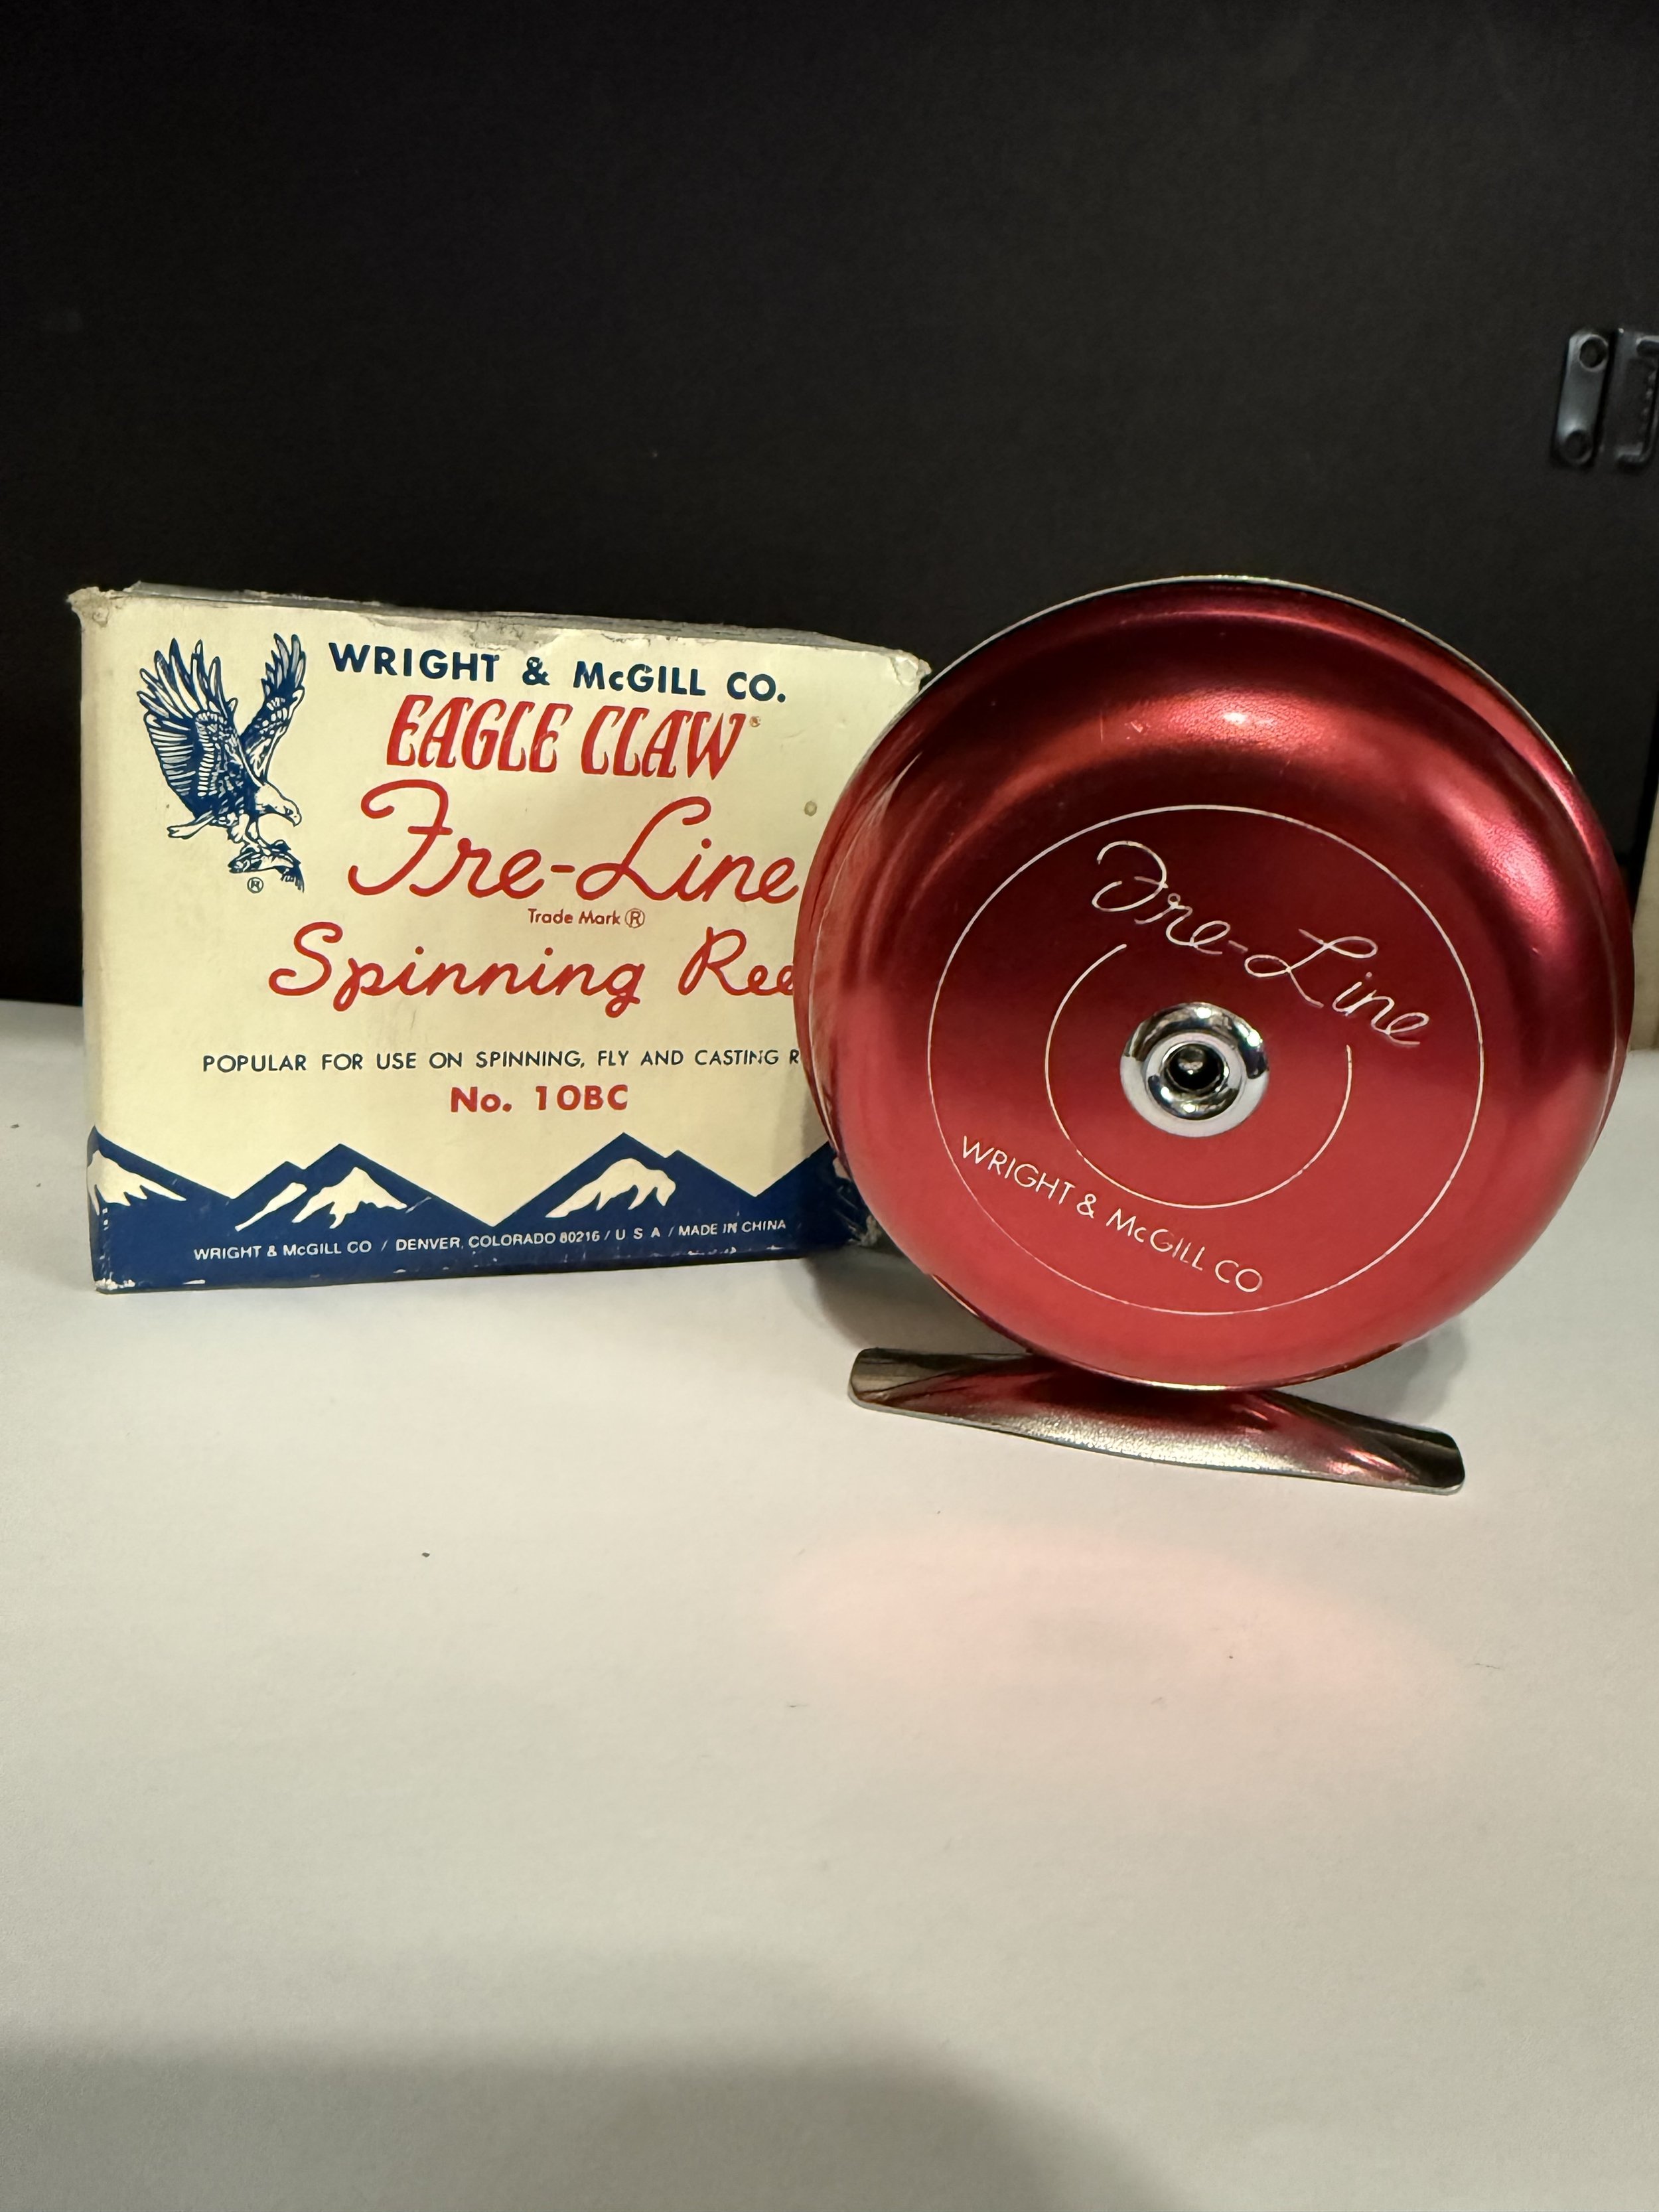 WRIGHT & McGILL CO.
EAGLE CLAW®
Fre-Line
Trade Mark ®
Spinning Ree
®
POPULAR FOR USE ON SPINNING, FLY AND CASTING R
No. 10BC
WRIGHT & McGILL CO / DENVER, COLORADO 80216 / U S A / MADE IN CHINA
Fre-Line
WRIGHT & McGILL CO